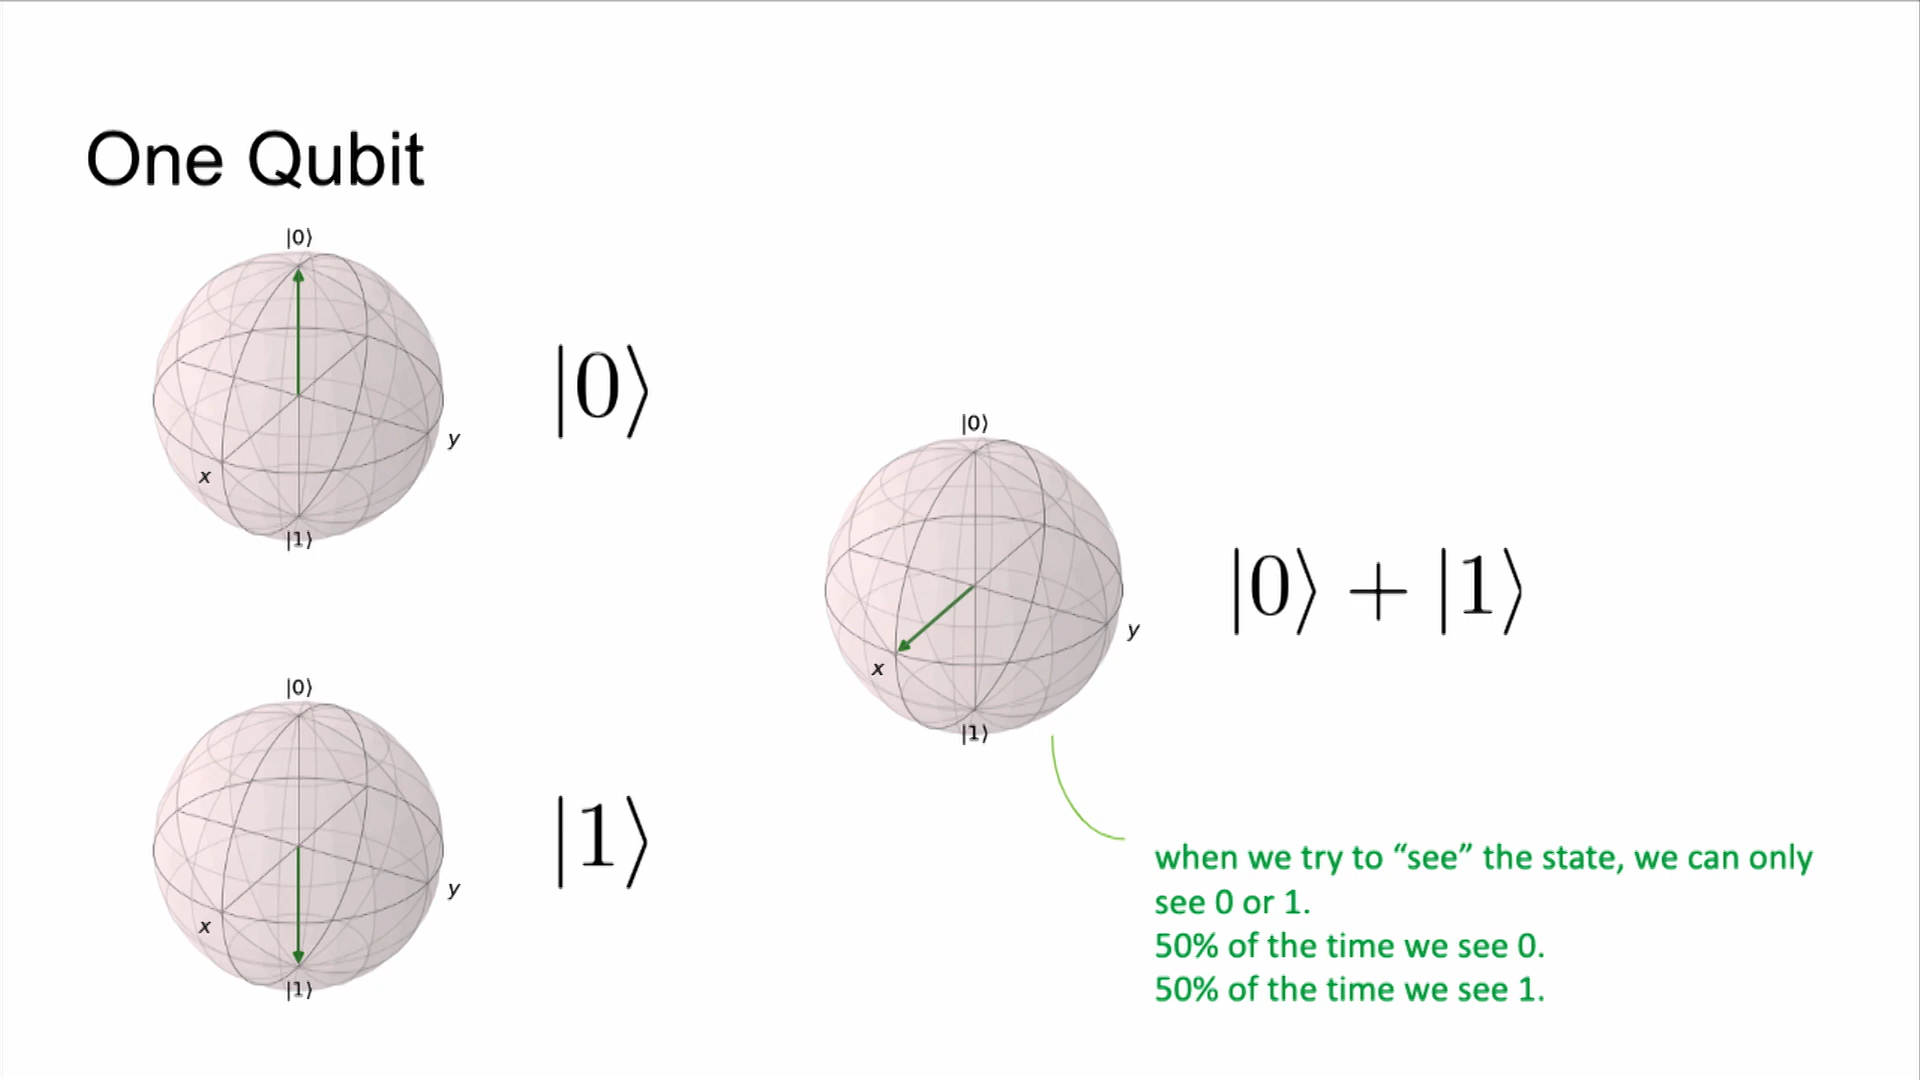 One Qubit
|0⟩
|0⟩
y
x
|1⟩
|0⟩
|0⟩ + |1⟩
y
x
|1⟩
|0⟩
|1⟩
y
x
|1⟩
when we try to “see” the state, we can only
see 0 or 1.
50% of the time we see 0.
50% of the time we see 1.